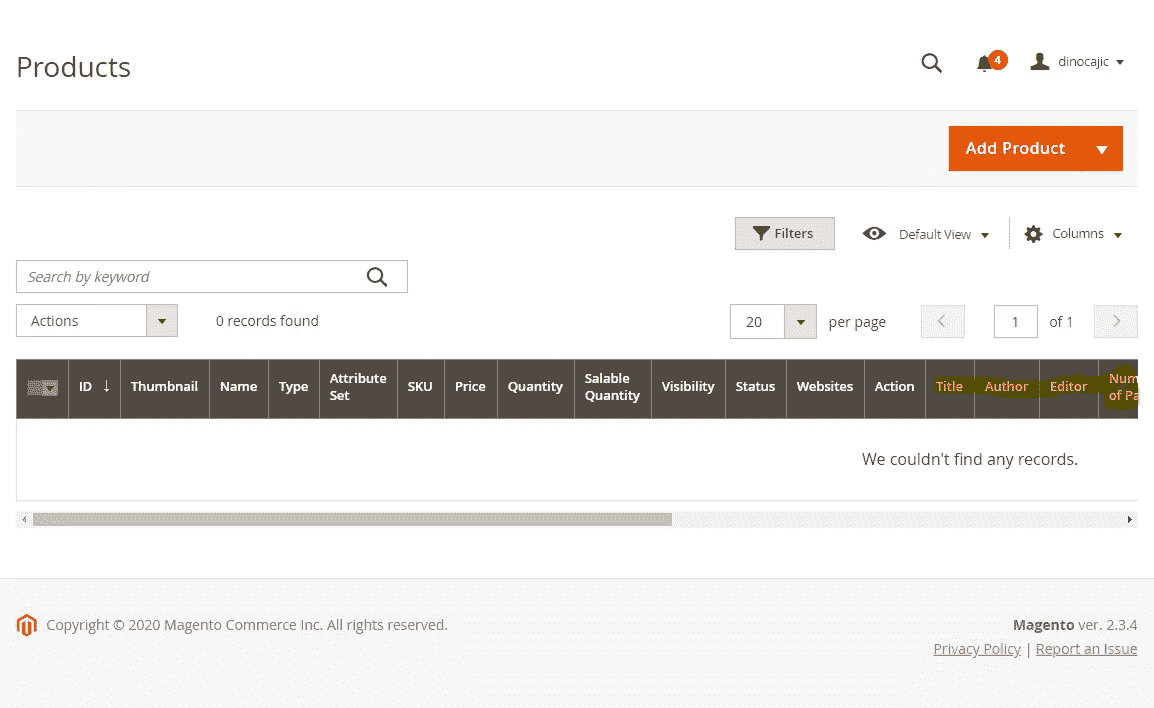 Products
4
dinocajic
Add Product
Filters
Default View
Columns
Search by keyword
Actions
0 records found
20
per page
1
of 1
ID ↓ Thumbnail Name Type Attribute Set SKU Price Quantity Salable Quantity Visibility Status Websites Action Title Author Editor Num of Pa
We couldn't find any records.
Copyright © 2020 Magento Commerce Inc. All rights reserved.
Magento ver. 2.3.4
Privacy Policy | Report an Issue